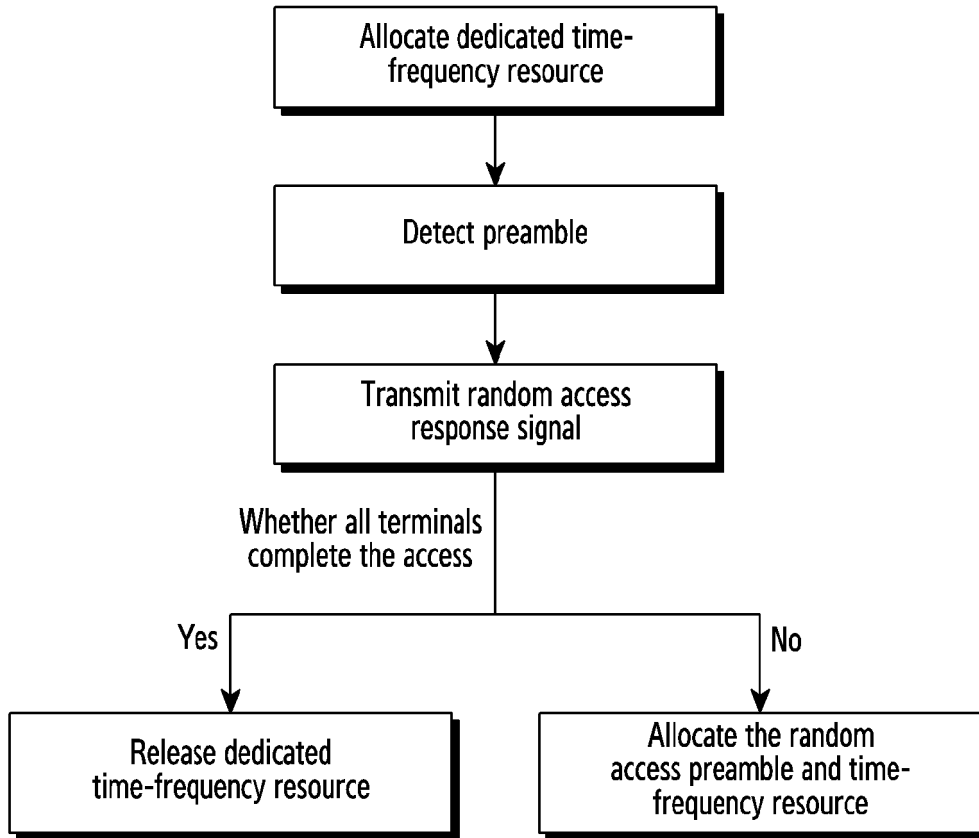 Allocate dedicated time-
frequency resource
Detect preamble
Transmit random access
response signal
Whether all terminals
complete the access
Yes
No
Release dedicated
time-frequency resource
Allocate the random
access preamble and time-
frequency resource